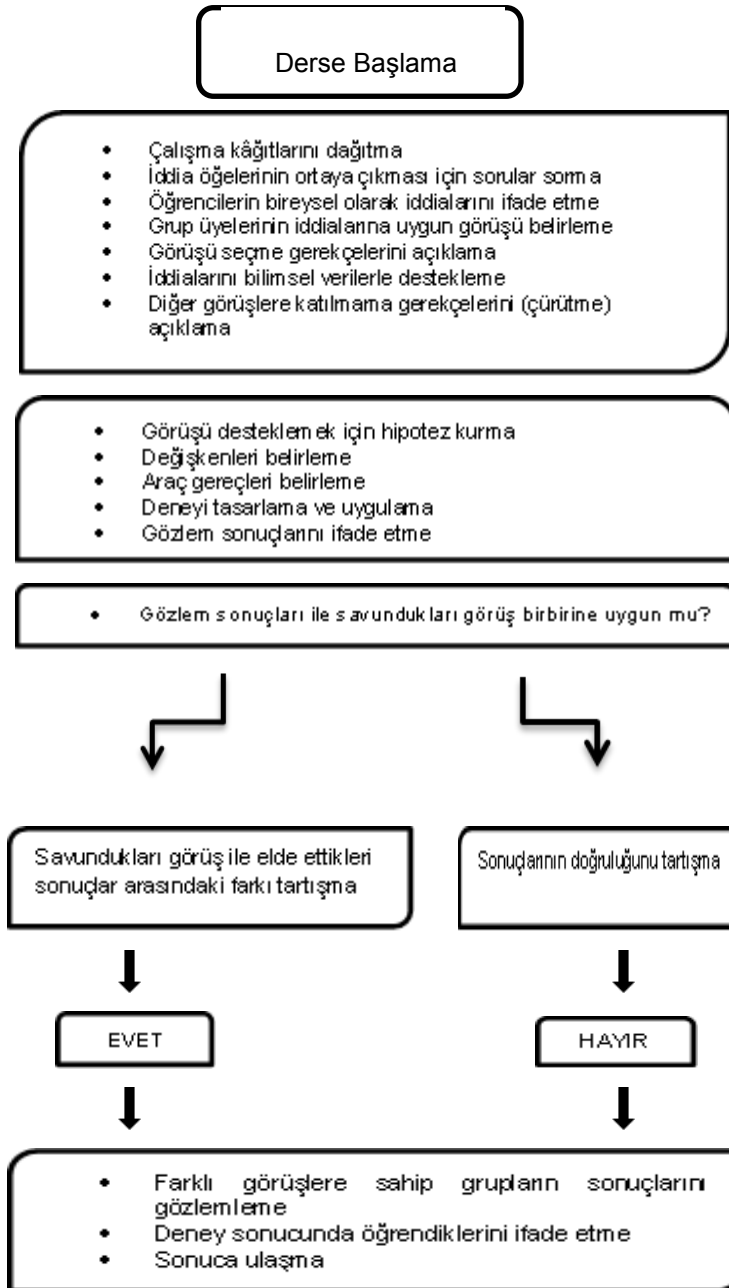 Derse Başlama
• Çalışma kâğıtlarını dağıtma
• İddia öğelerinin ortaya çıkması için sorular sorma
• Öğrencilerin bireysel olarak iddialarını ifade etme
• Grup üyelerinin iddialarına uygun görüşü belirleme
• Görüşü seçme gerekçelerini açıklama
• İddialarını bilimsel verilerle destekleme
• Diğer görüşlere katılmama gerekçelerini (çürütme)
açıklama
• Görüşü desteklemek için hipotez kurma
• Değişkenleri belirleme
• Araç gereçleri belirleme
• Deneyi tasarlama ve uygulama
• Gözlem sonuçlarını ifade etme
• Gözlem sonuçları ile savundukları görüş birbirine uygun mu?
Savundukları görüş ile elde ettikleri
sonuçlar arasındaki farkı tartışma
Sonuçlarının doğruluğunu tartışma
EVET
HAYIR
• Farklı görüşlere sahip grupların sonuçlarını
gözlemleme
• Deney sonucunda öğrendiklerini ifade etme
• Sonuca ulaşma